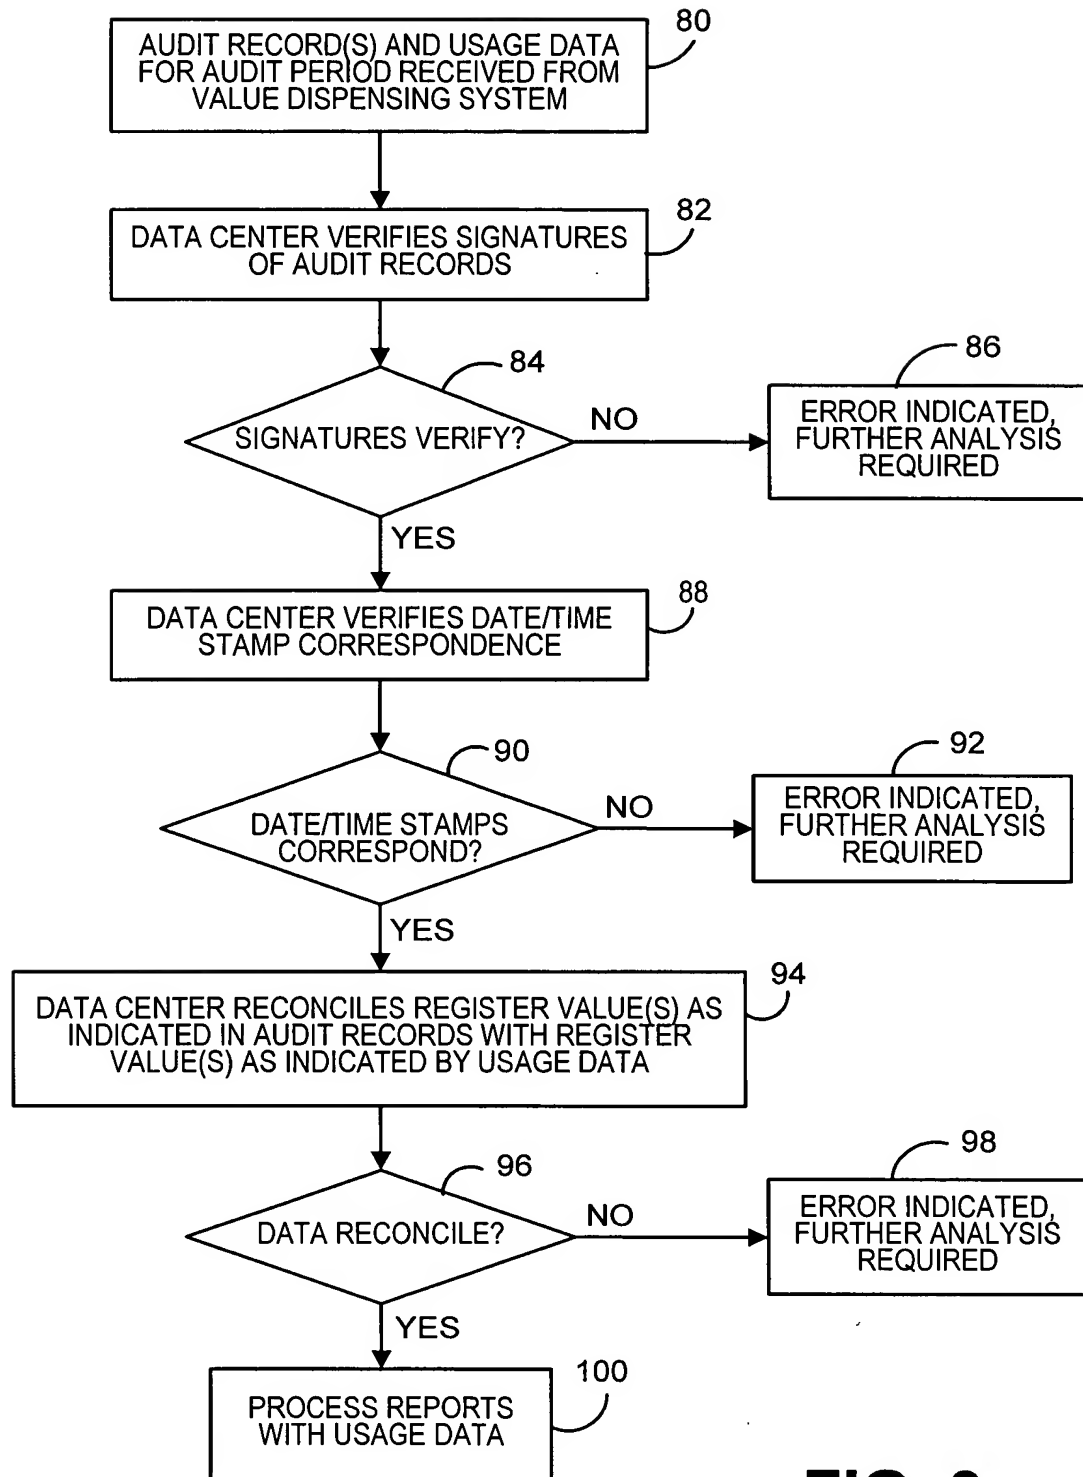 80
AUDIT RECORD(S) AND USAGE DATA
FOR AUDIT PERIOD RECEIVED FROM
VALUE DISPENSING SYSTEM
82
DATA CENTER VERIFIES SIGNATURES
OF AUDIT RECORDS
84
SIGNATURES VERIFY?
NO
86
ERROR INDICATED,
FURTHER ANALYSIS
REQUIRED
YES
88
DATA CENTER VERIFIES DATE/TIME
STAMP CORRESPONDENCE
90
DATE/TIME STAMPS
CORRESPOND?
NO
92
ERROR INDICATED,
FURTHER ANALYSIS
REQUIRED
YES
94
DATA CENTER RECONCILES REGISTER VALUE(S) AS
INDICATED IN AUDIT RECORDS WITH REGISTER
VALUE(S) AS INDICATED BY USAGE DATA
96
DATA RECONCILE?
NO
98
ERROR INDICATED,
FURTHER ANALYSIS
REQUIRED
YES
100
PROCESS REPORTS
WITH USAGE DATA